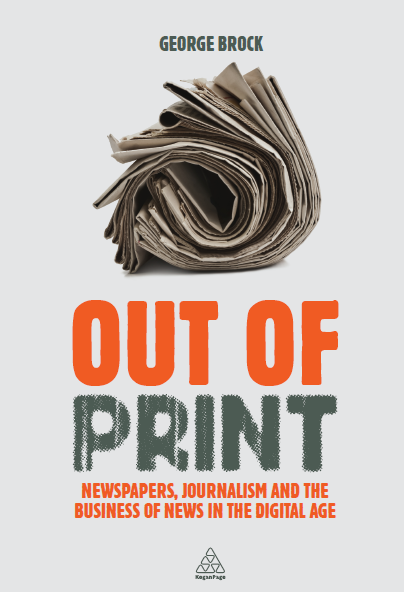 GEORGE BROCK
OUT OF
PRINT
NEWSPAPERS, JOURNALISM AND THE
BUSINESS OF NEWS IN THE DIGITAL AGE
KoganPage